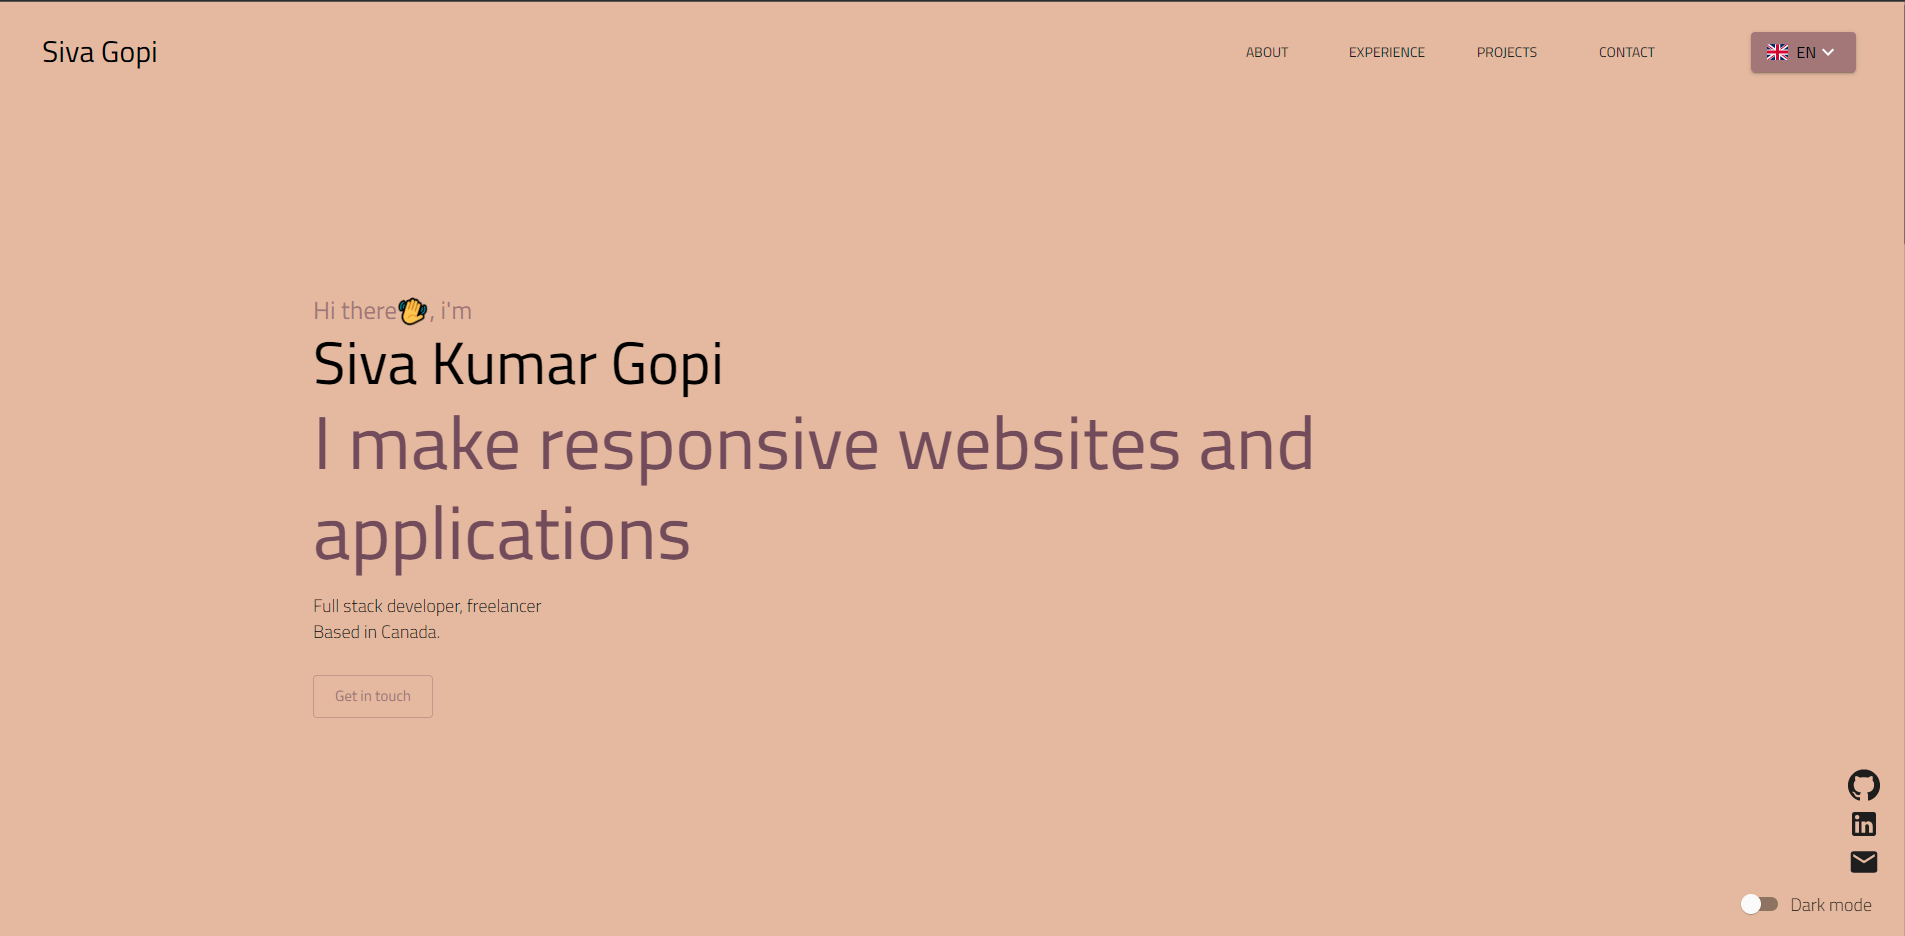 Siva Gopi
ABOUT
EXPERIENCE
PROJECTS
CONTACT
EN
Hi there👋, i'm
Siva Kumar Gopi
I make responsive websites and
applications
Full stack developer, freelancer
Based in Canada.
Get in touch
in
Dark mode